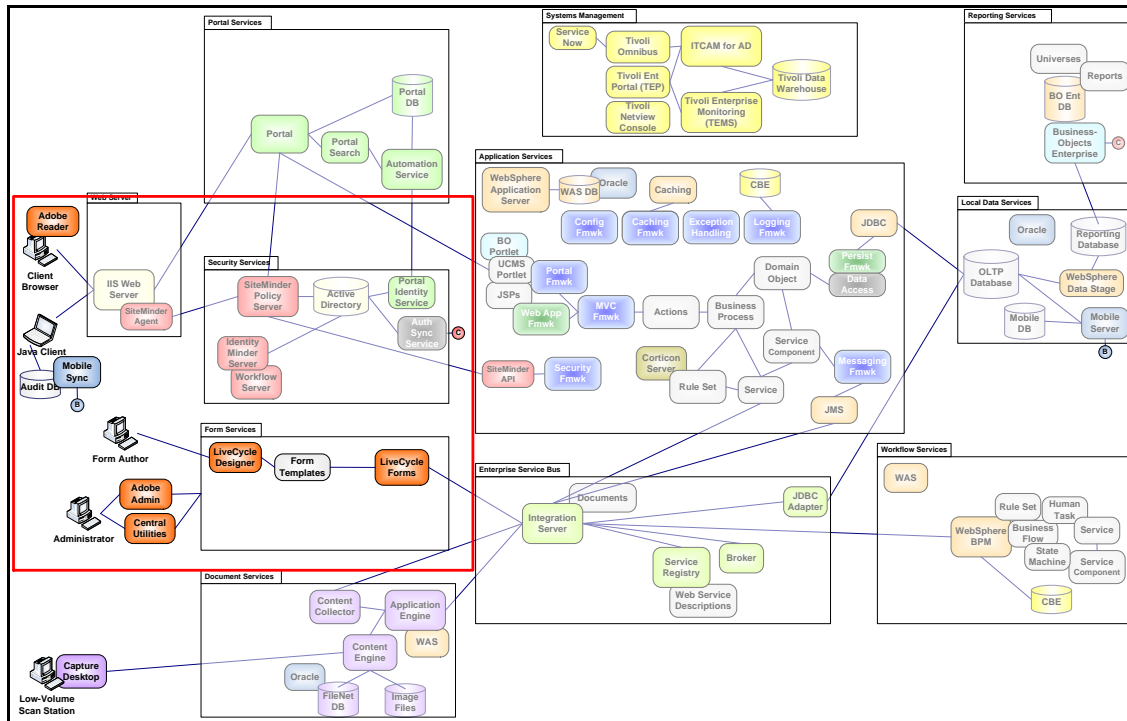 Portal Services
Portal
Portal
DB
Portal
Search
Automation
Service
Systems Management
Service
Now
Tivoli
Omnibus
ITCAM for AD
Tivoli Ent
Portal (TEP)
Tivoli Data
Warehouse
Tivoli
Netview
Console
Tivoli Enterprise
Monitoring
(TEMS)
Reporting Services
Universes
Reports
BO Ent
DB
Business-
Objects
Enterprise
C
Web Server
Adobe
Reader
Client
Browser
IIS Web
Server
SiteMinder
Agent
Java Client
Audit DB
Mobile
Sync
B
Security Services
SiteMinder
Policy
Server
Active
Directory
Portal
Identity
Service
Auth
Sync
Service
C
Identity
Minder
Server
Workflow
Server
Application Services
WebSphere
Application
Server
WAS DB
Oracle
Caching
CBE
Config
Fmwk
Caching
Fmwk
Exception
Handling
Logging
Fmwk
JDBC
BO
Portlet
UCMS
Portlet
JSPs
Web App
Fmwk
Portal
Fmwk
MVC
Fmwk
Actions
Business
Process
Domain
Object
Persist
Fmwk
Data
Access
SiteMinder
API
Security
Fmwk
Corticon
Server
Rule Set
Service
Service
Component
Messaging
Fmwk
JMS
Local Data Services
Oracle
Reporting
Database
OLTP
Database
WebSphere
Data Stage
Mobile
DB
Mobile
Server
B
Form Author
Form Services
LiveCycle
Designer
Form
Templates
LiveCycle
Forms
Adobe
Admin
Central
Utilities
Administrator
Enterprise Service Bus
Documents
Integration
Server
JDBC
Adapter
Service
Registry
Broker
Web Service
Descriptions
Workflow Services
WAS
WebSphere
BPM
Rule Set
Human
Task
Business
Flow
State
Machine
Service
Service
Component
CBE
Document Services
Content
Collector
Application
Engine
WAS
Content
Engine
Oracle
FileNet
DB
Image
Files
Capture
Desktop
Low-Volume
Scan Station